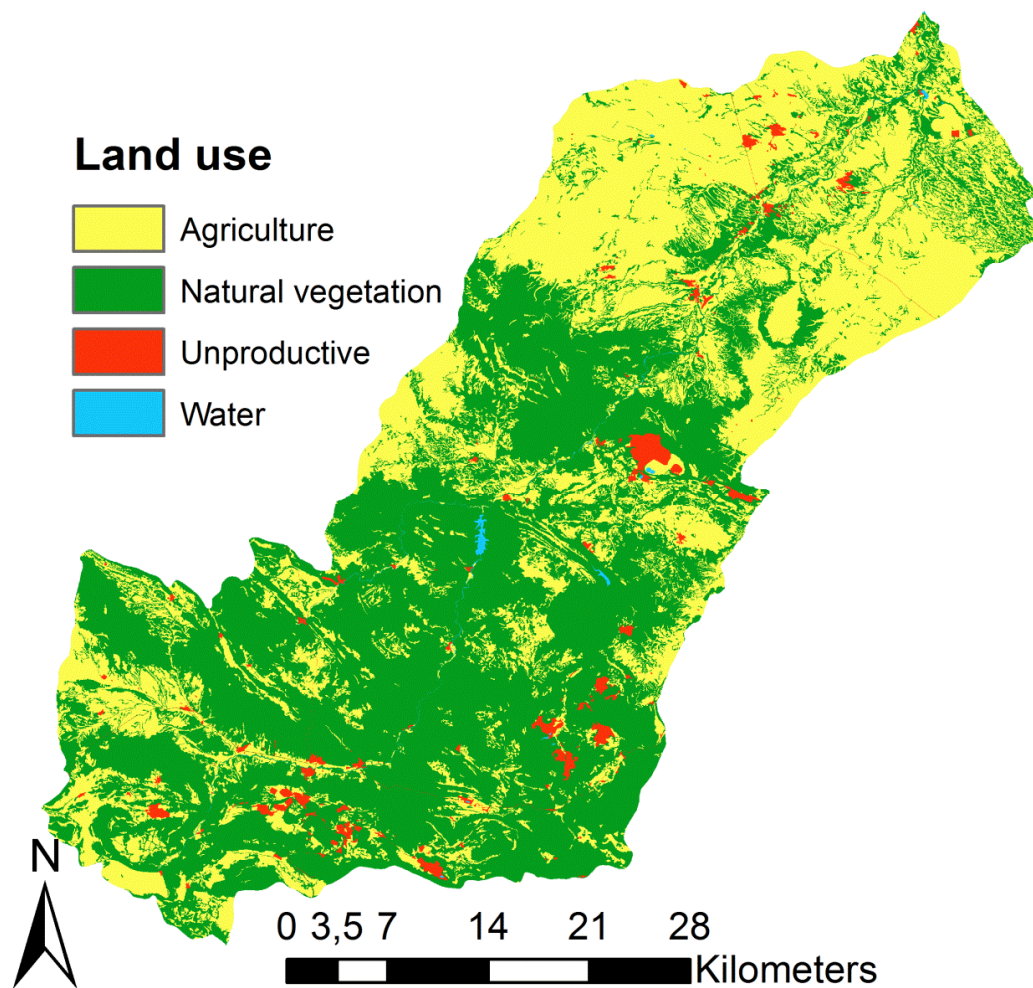 Land use
Agriculture
Natural vegetation
Unproductive
Water
N
0 3,5 7 14 21 28
Kilometers